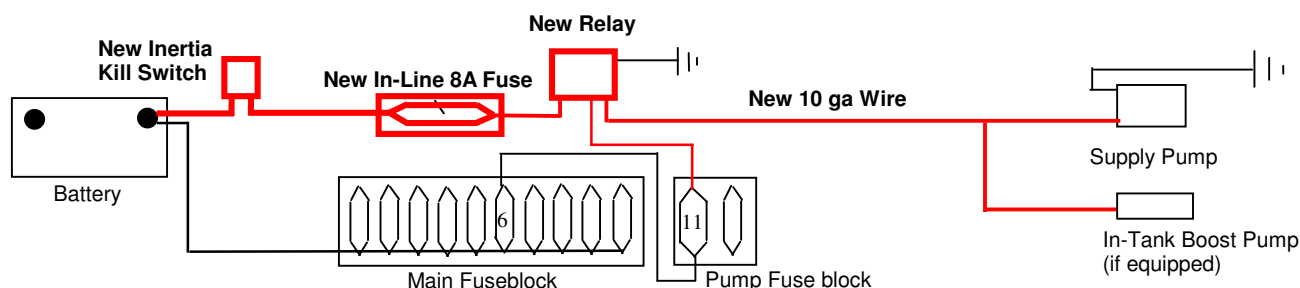 New Relay
New Inertia
Kill Switch
New In-Line 8A Fuse
New 10 ga Wire
Supply Pump
Battery
6
11
In-Tank Boost Pump
(if equipped)
Main Fuseblock
Pump Fuse block